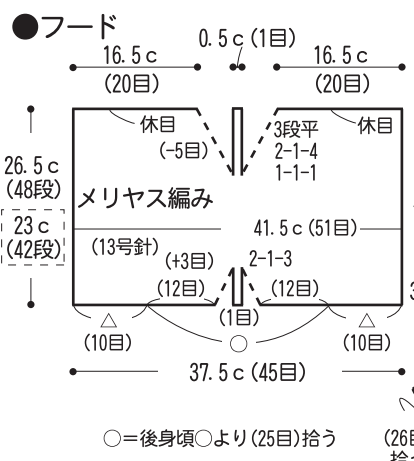 ●フード
0.5c(1目)
16.5c
(20目)
16.5c
(20目)
休目
(-5目)
3段平
2-1-4
1-1-1
休目
26.5c
(48段)
23c
(42段)
メリヤス編み
(13号針)
41.5c(51目)
(+3目)
2-1-3
(12目)
(12目)
(1目)
△
(10目)
○
△
(10目)
37.5c(45目)
○=後身頃○より(25目)拾う
(26目
拾